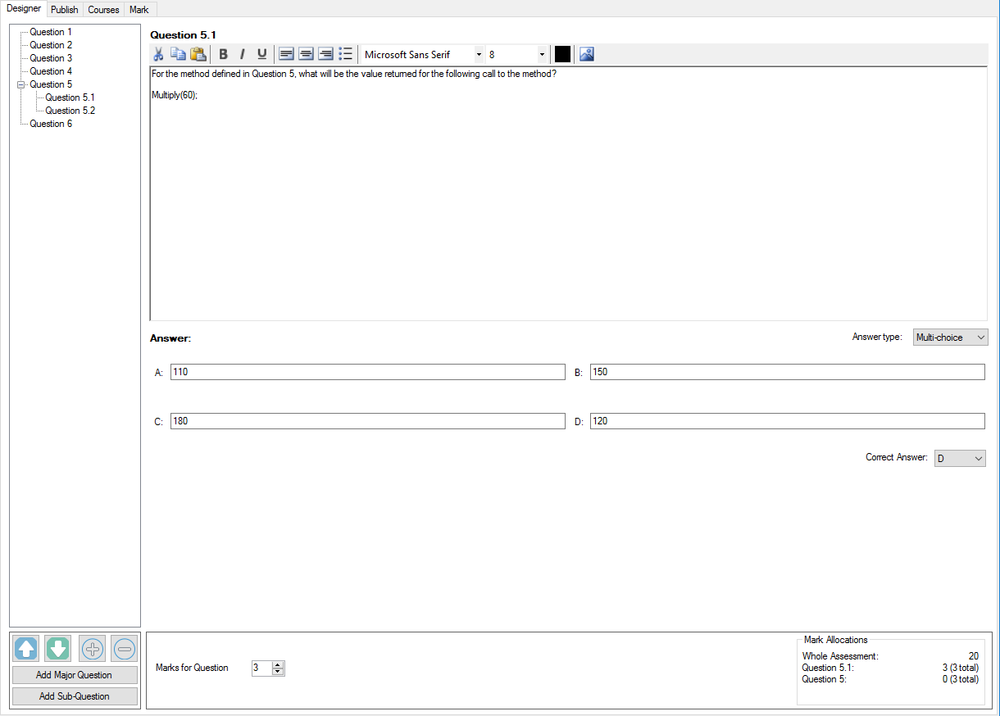 Designer Publish Courses Mark
Question 1
Question 2
Question 3
Question 4
Question 5
Question 5.1
Question 5.2
Question 6
Question 5.1
B I U Microsoft Sans Serif 8
For the method defined in Question 5, what will be the value returned for the following call to the method?
Multiply(60);
Answer: Answer type: Multi-choice
A: 110 B: 150
C: 180 D: 120
Correct Answer: D
Add Major Question
Add Sub-Question
Marks for Question 3
Mark Allocations
Whole Assessment: 20
Question 5.1: 3 (3 total)
Question 5: 0 (3 total)